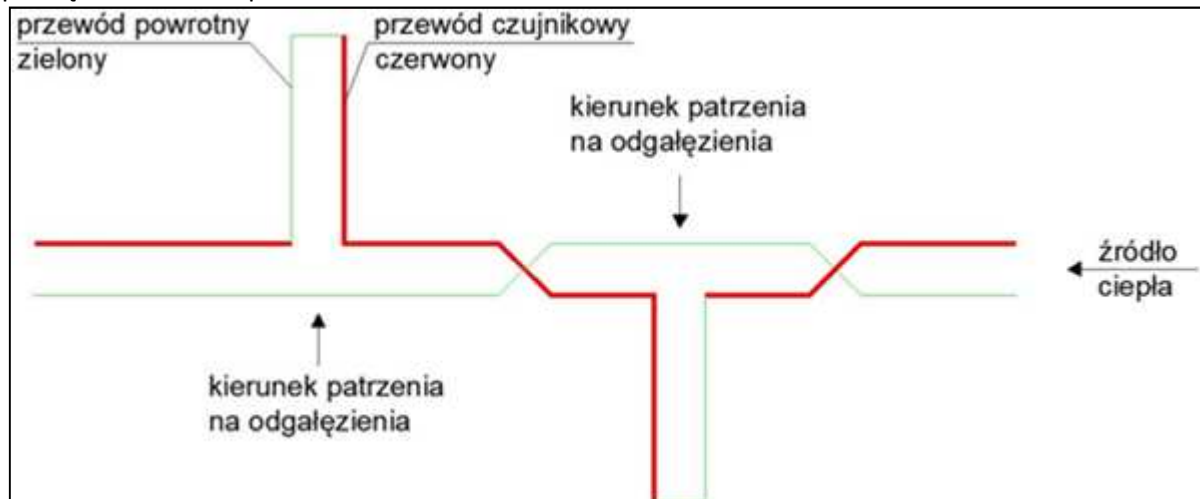 przewód powrotny
zielony
przewód czujnikowy
czerwony
kierunek patrzenia
na odgałęzienia
źródło
ciepła
kierunek patrzenia
na odgałęzienia